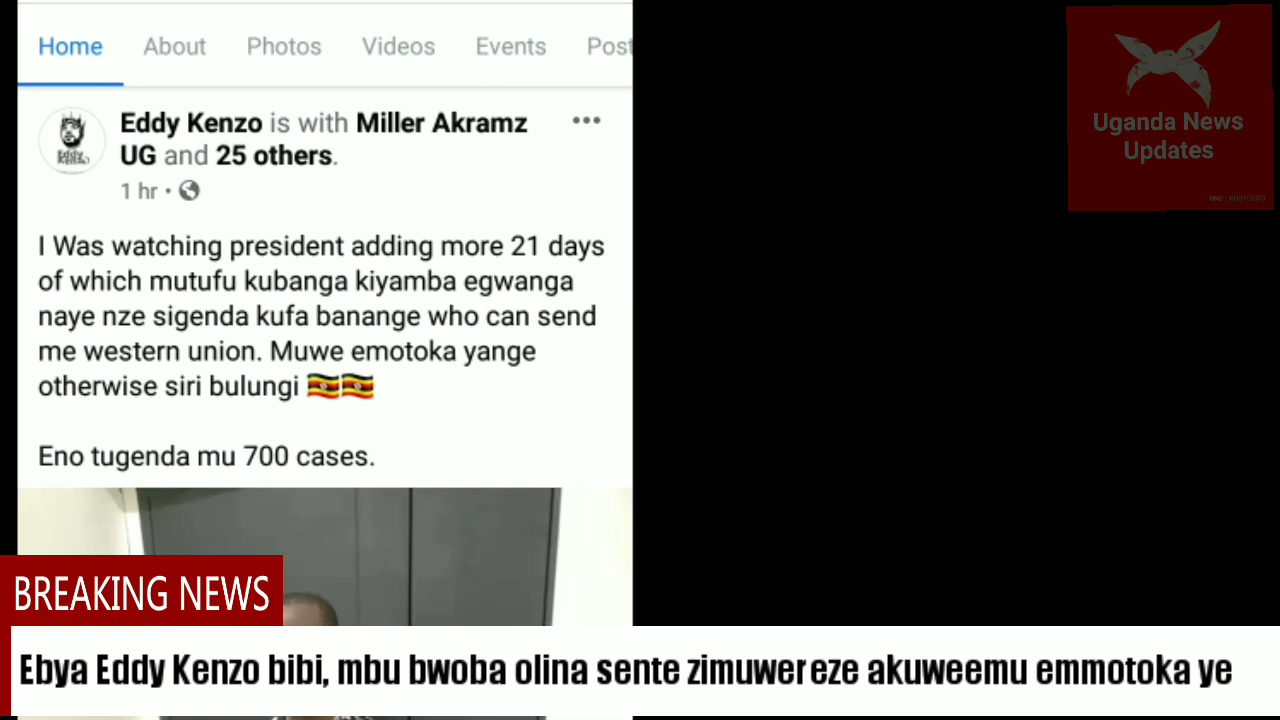 Home About Photos Videos Events Post
Eddy Kenzo is with Miller Akramz
UG and 25 others.
1 hr •
I Was watching president adding more 21 days
of which mutufu kubanga kiyamba egwanga
naye nze sigenda kufa banange who can send
me western union. Muwe emotoka yange
otherwise siri bulungi 🇺🇬🇺🇬
Eno tugenda mu 700 cases.
Uganda News
Updates
BREAKING NEWS
Ebya Eddy Kenzo bibi, mbu bwoba olina sente zimuwereze akuweemu emmotoka ye